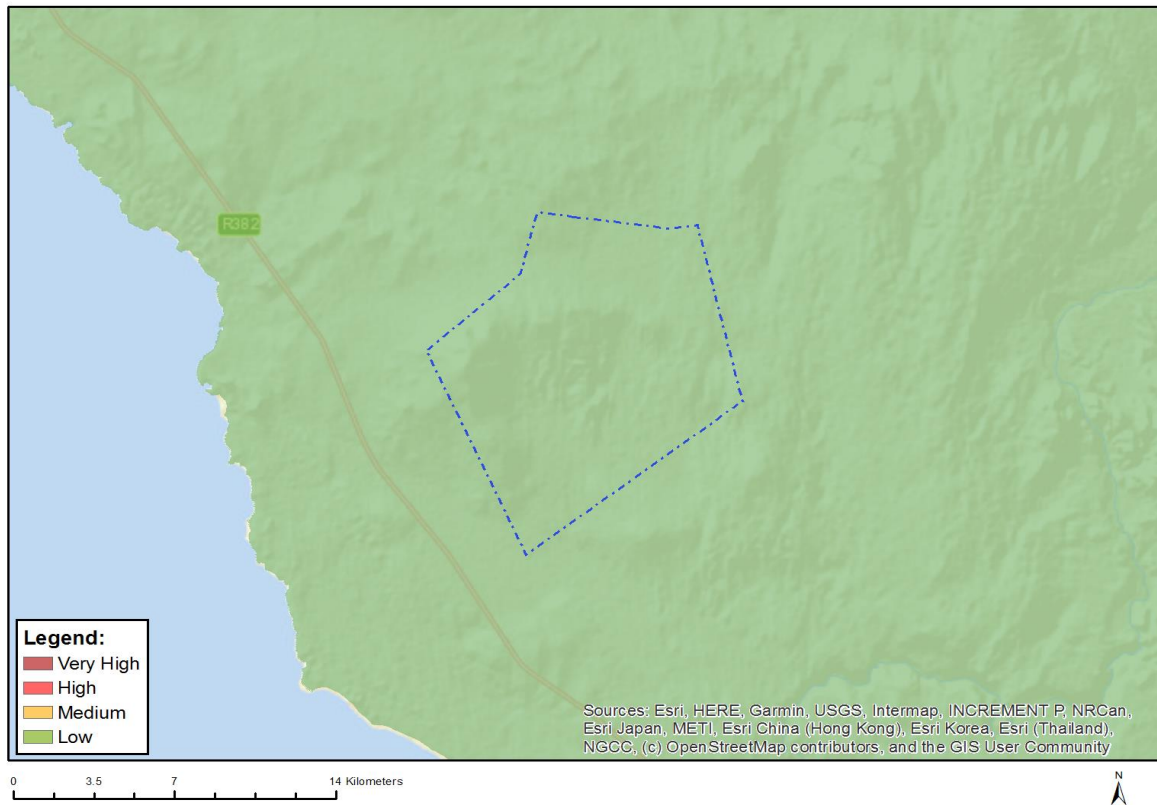 R382
Legend:
Very High
High
Medium
Low
Sources: Esri, HERE, Garmin, USGS, Intermap, INCREMENT P, NRCan,
Esri Japan, METI, Esri China (Hong Kong), Esri Korea, Esri (Thailand),
NGCC, (c) OpenStreetMap contributors, and the GIS User Community
0 3.5 7 14 Kilometers
N